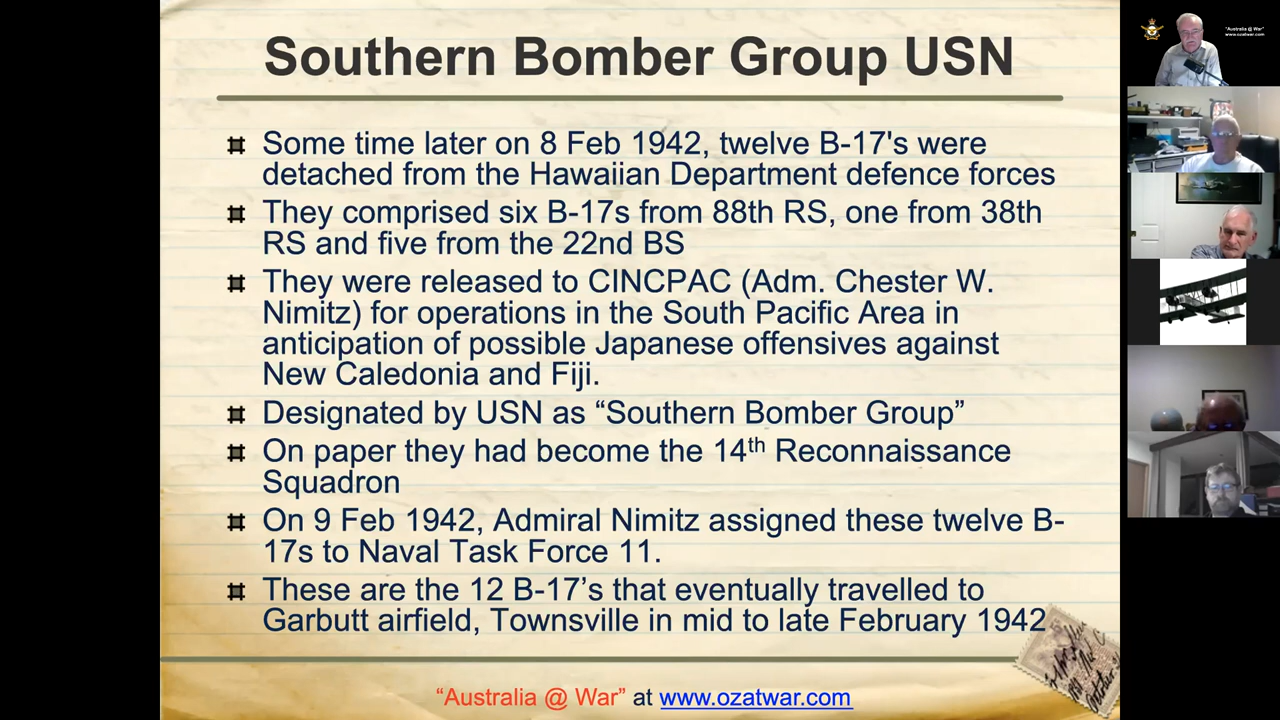 Southern Bomber Group USN
Some time later on 8 Feb 1942, twelve B-17's were
detached from the Hawaiian Department defence forces
They comprised six B-17s from 88th RS, one from 38th
RS and five from the 22nd BS
They were released to CINCPAC (Adm. Chester W.
Nimitz) for operations in the South Pacific Area in
anticipation of possible Japanese offensives against
New Caledonia and Fiji.
Designated by USN as “Southern Bomber Group”
On paper they had become the 14th Reconnaissance
Squadron
On 9 Feb 1942, Admiral Nimitz assigned these twelve B-
17s to Naval Task Force 11.
These are the 12 B-17’s that eventually travelled to
Garbutt airfield, Townsville in mid to late February 1942
“Australia @ War” at www.ozatwar.com
"Australia @ War"
www.ozatwar.com